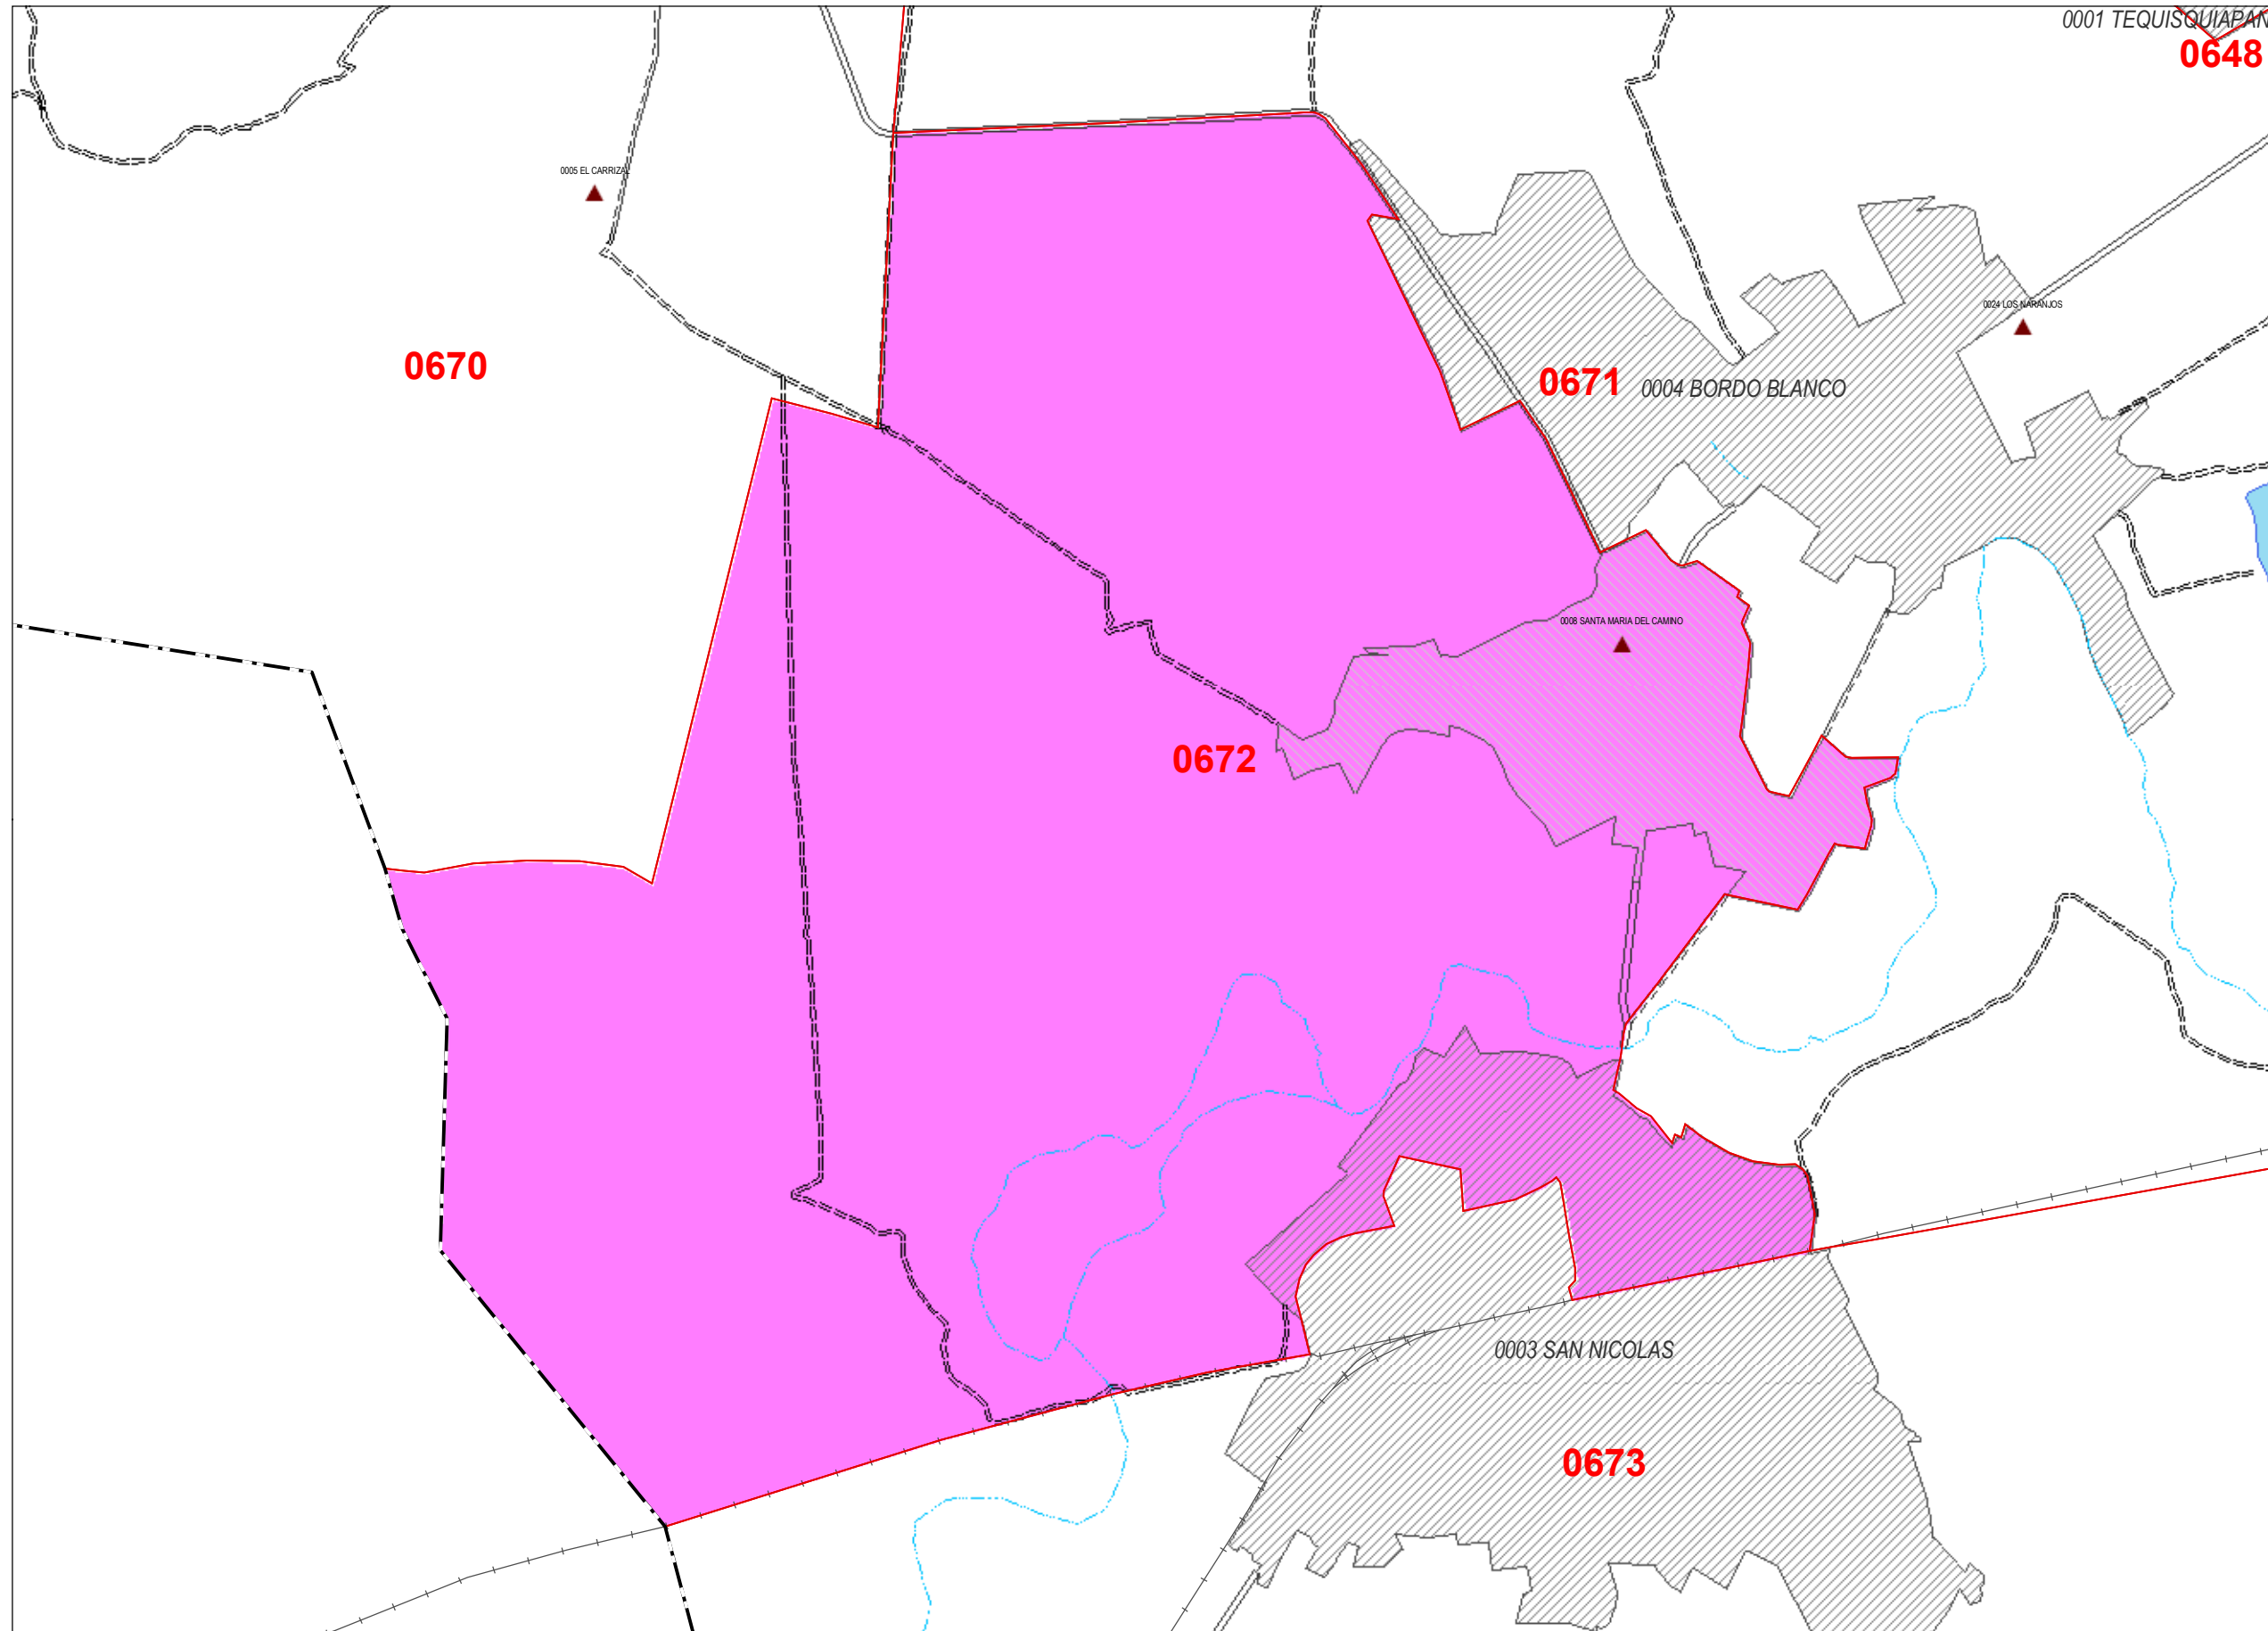 0001 TEQUISQUIAPAN
0648
0005 EL CARRIZAL
0024 LOS NARANJOS
0670
0671
0004 BORDO BLANCO
0008 SANTA MARIA DEL CAMINO
0672
0003 SAN NICOLAS
0673